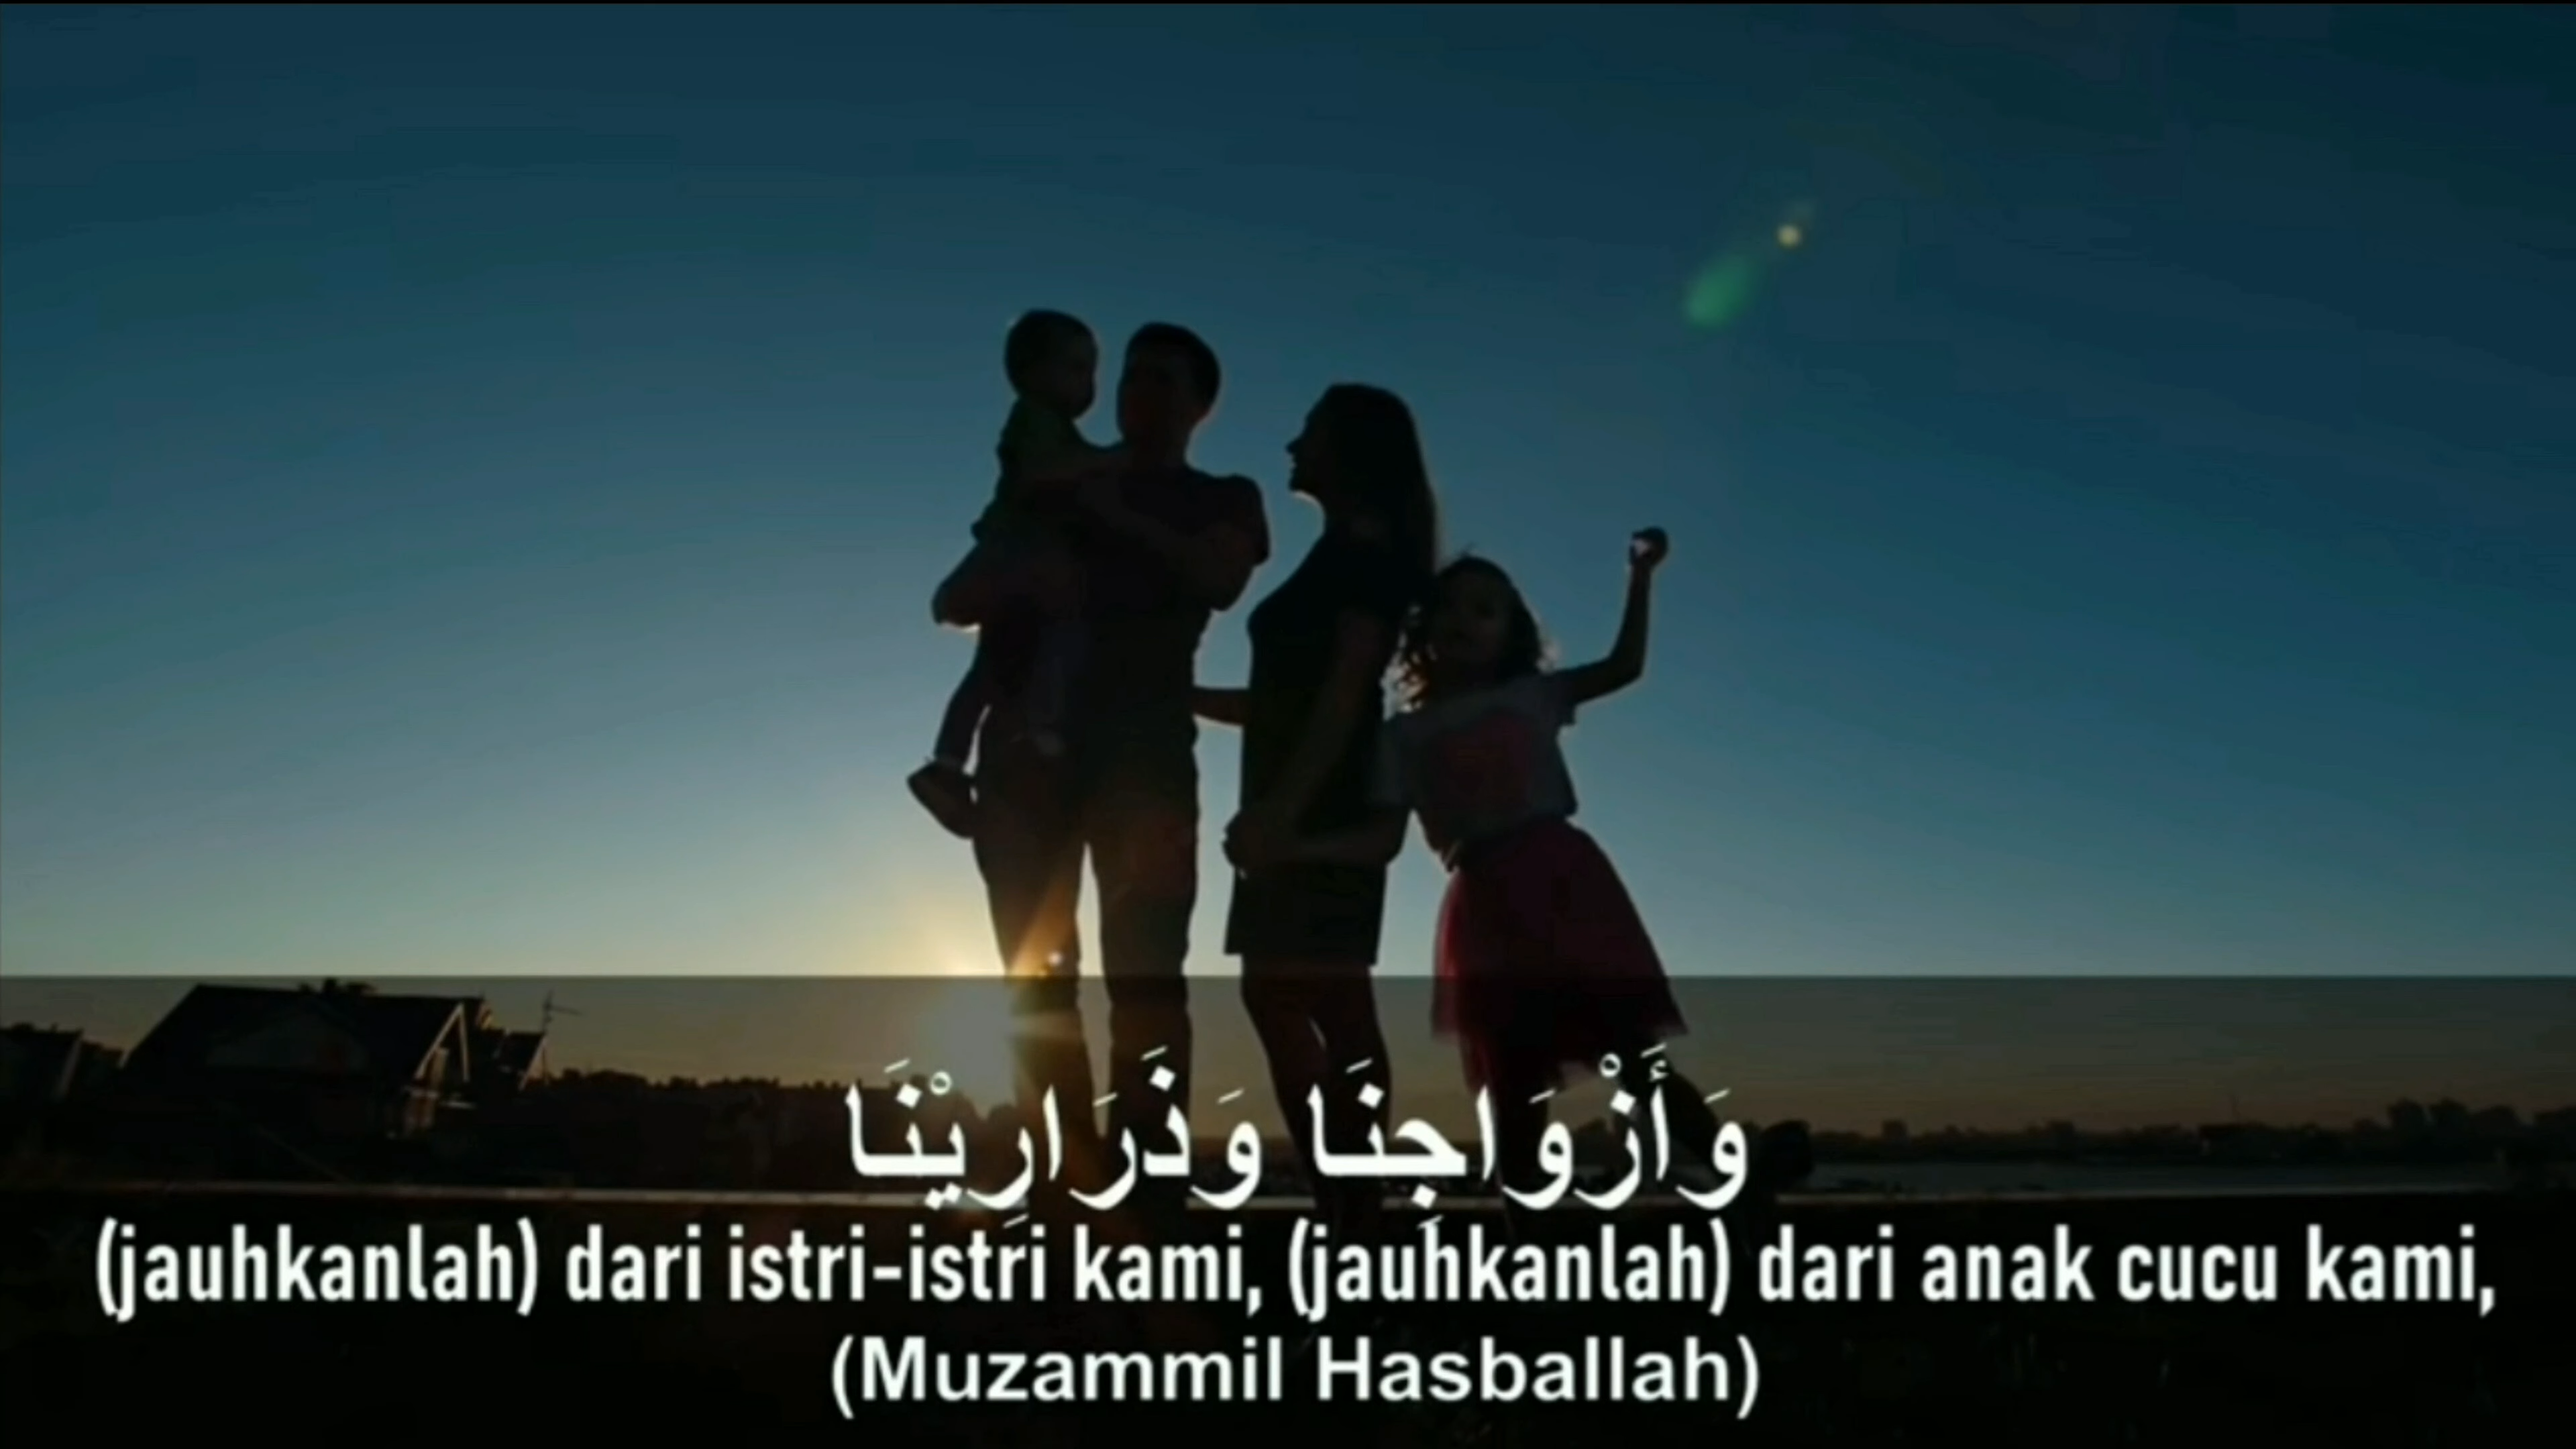 وَأَزْوَاجِنَا وَذَرَارِيْنَا
(jauhkanlah) dari istri-istri kami, (jauhkanlah) dari anak cucu kami,
(Muzammil Hasballah)